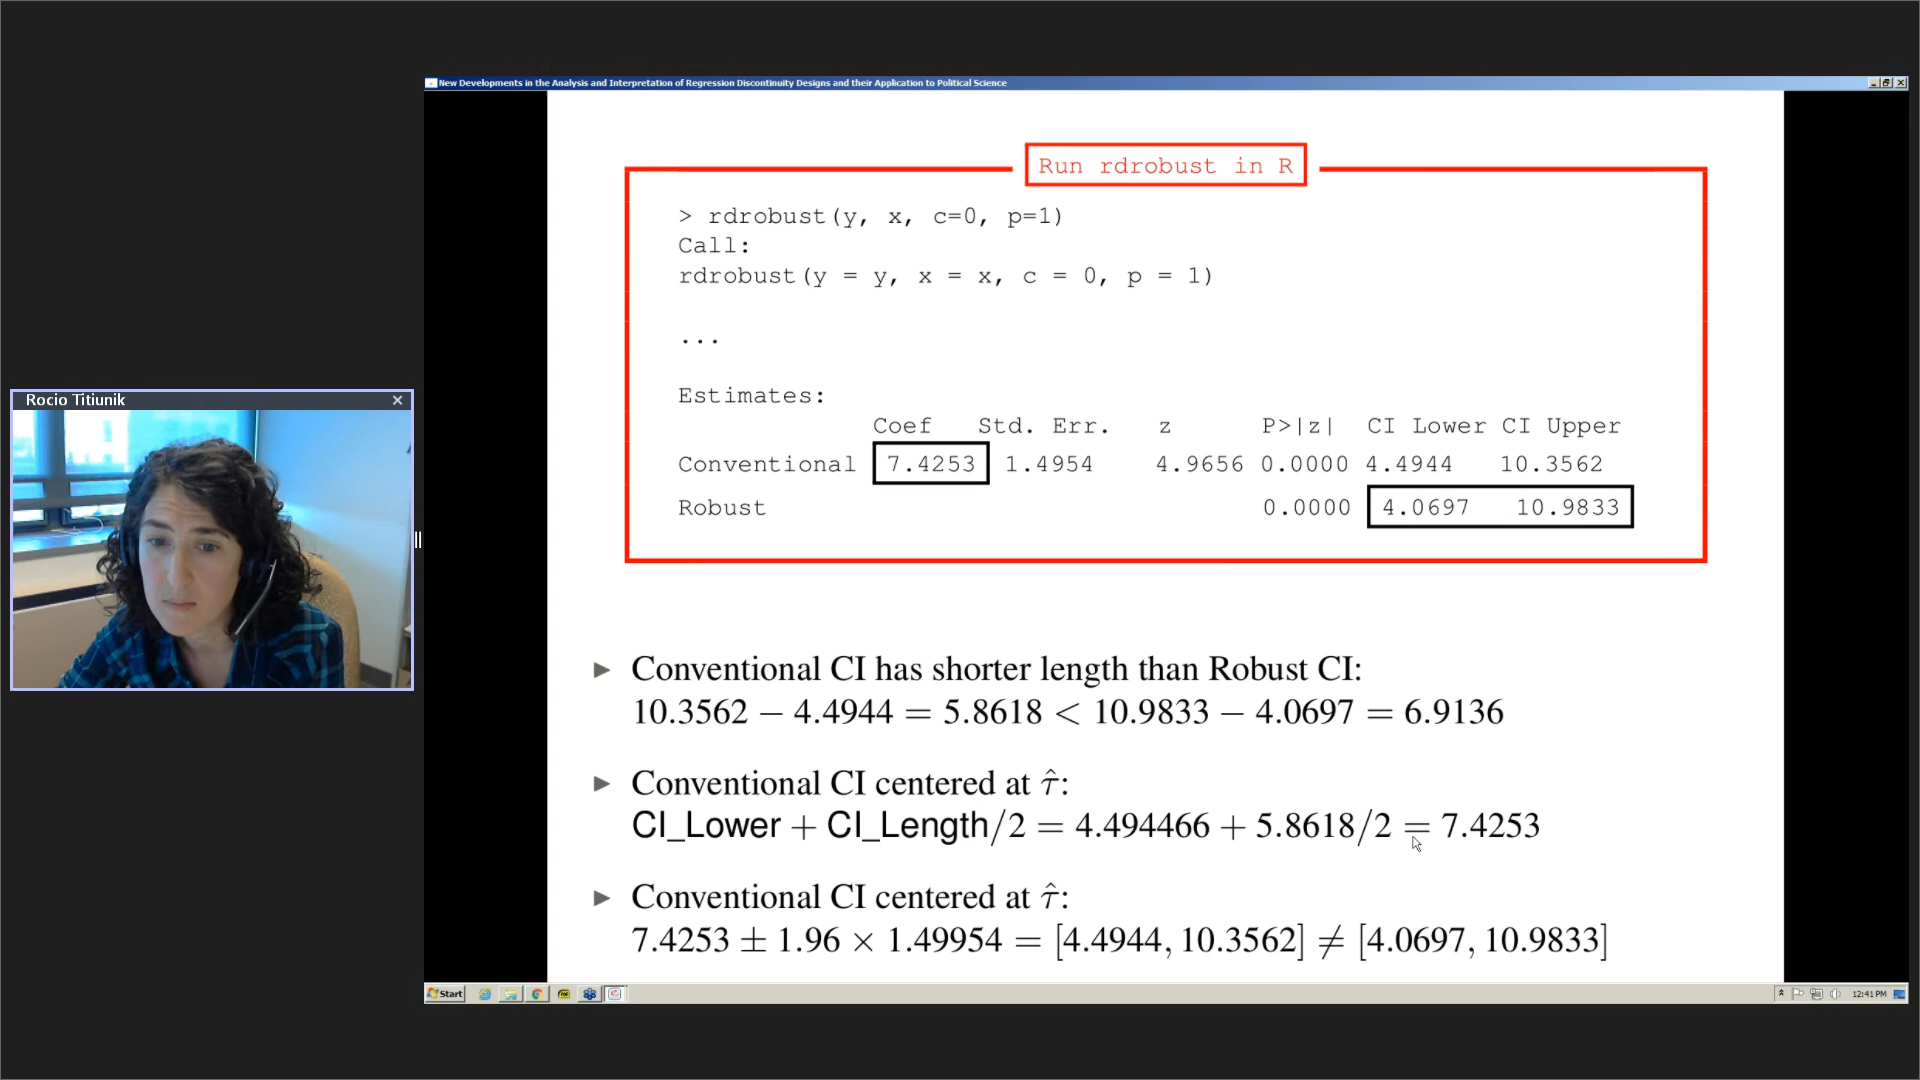 New Developments in the Analysis and Interpretation of Regression Discontinuity Designs and their Application to Political Science
Run rdrobust in R
> rdrobust(y, x, c=0, p=1)
Call:
rdrobust(y = y, x = x, c = 0, p = 1)
...
Estimates:
Coef Std. Err. z P>|z| CI Lower CI Upper
Conventional 7.4253 1.4954 4.9656 0.0000 4.4944 10.3562
Robust 0.0000 4.0697 10.9833
Rocio Titiunik
▶ Conventional CI has shorter length than Robust CI:
10.3562 − 4.4944 = 5.8618 < 10.9833 − 4.0697 = 6.9136
▶ Conventional CI centered at τ̂:
CI_Lower + CI_Length/2 = 4.494466 + 5.8618/2 = 7.4253
▶ Conventional CI centered at τ̂:
7.4253 ± 1.96 × 1.49954 = [4.4944, 10.3562] ≠ [4.0697, 10.9833]
Start
12:41 PM